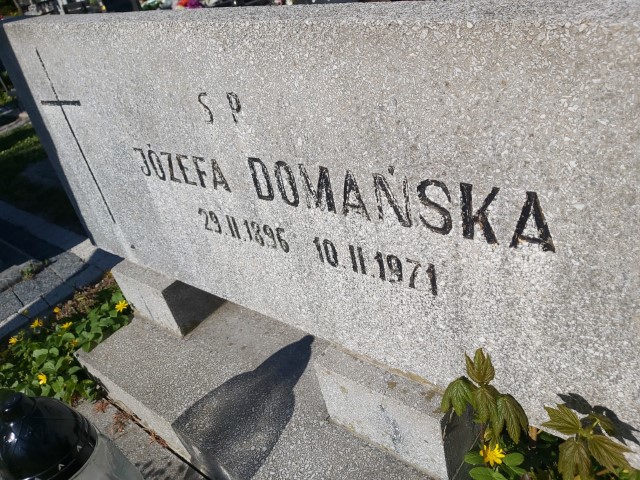 S P
JÓZEFA DOMAŃSKA
29.II.1896 10.II.1971